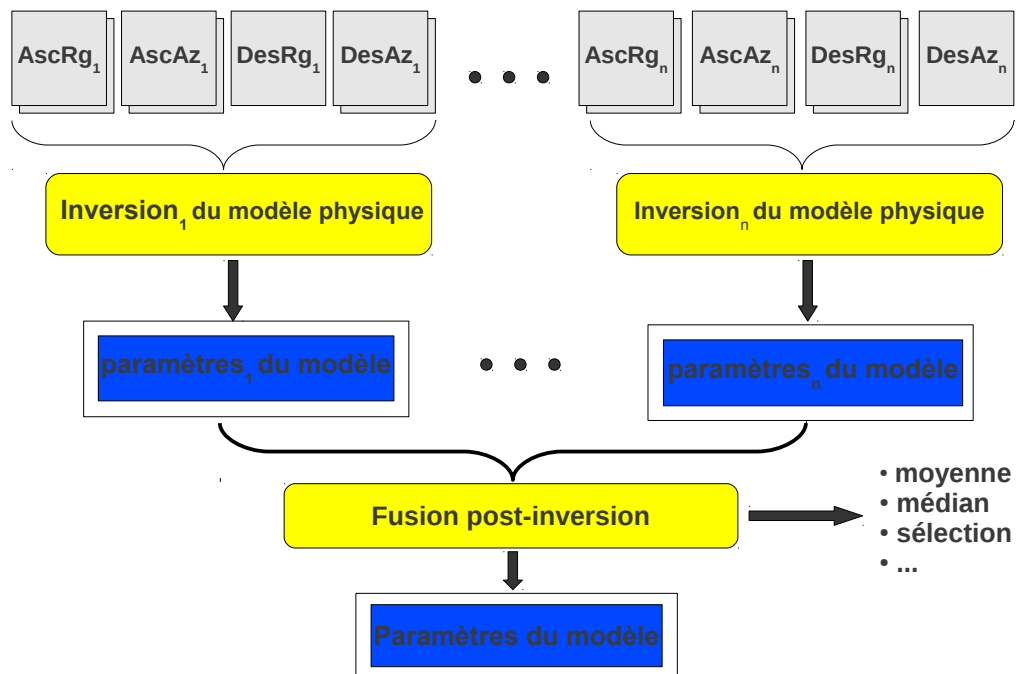 AscRg1 AscAz1 DesRg1 DesAz1 AscRgn AscAzn DesRgn DesAzn
Inversion1 du modèle physique
Inversionn du modèle physique
paramètres1 du modèle
paramètresn du modèle
Fusion post-inversion
• moyenne
• médian
• sélection
• ...
Paramètres du modèle